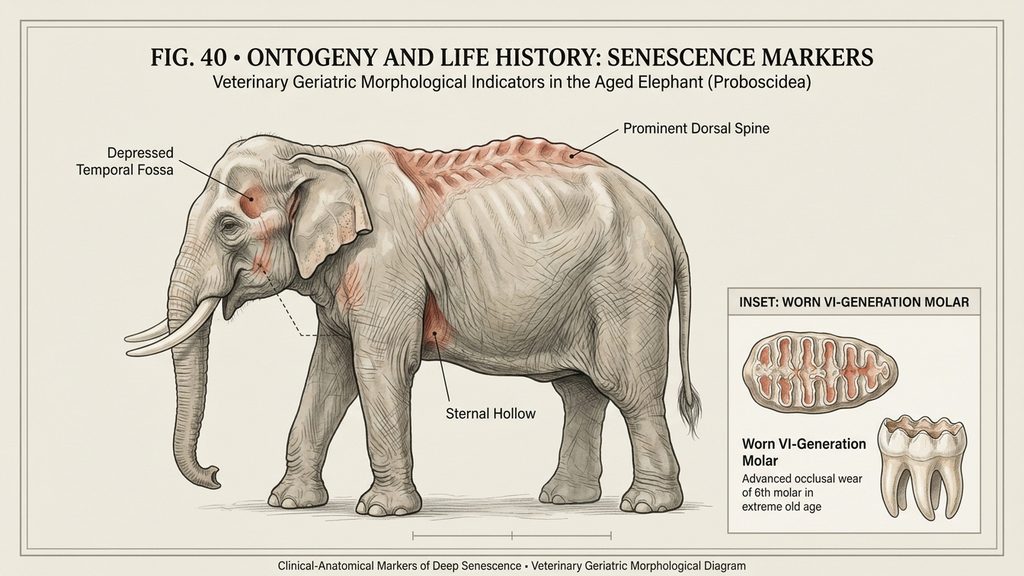 FIG. 40 • ONTOGENY AND LIFE HISTORY: SENESCENCE MARKERS
Veterinary Geriatric Morphological Indicators in the Aged Elephant (Proboscidea)
Prominent Dorsal Spine
Depressed
Temporal Fossa
Sternal Hollow
INSET: WORN VI-GENERATION MOLAR
Worn VI-Generation
Molar
Advanced occlusal wear
of 6th molar in
extreme old age
Clinical-Anatomical Markers of Deep Senescence • Veterinary Geriatric Morphological Diagram